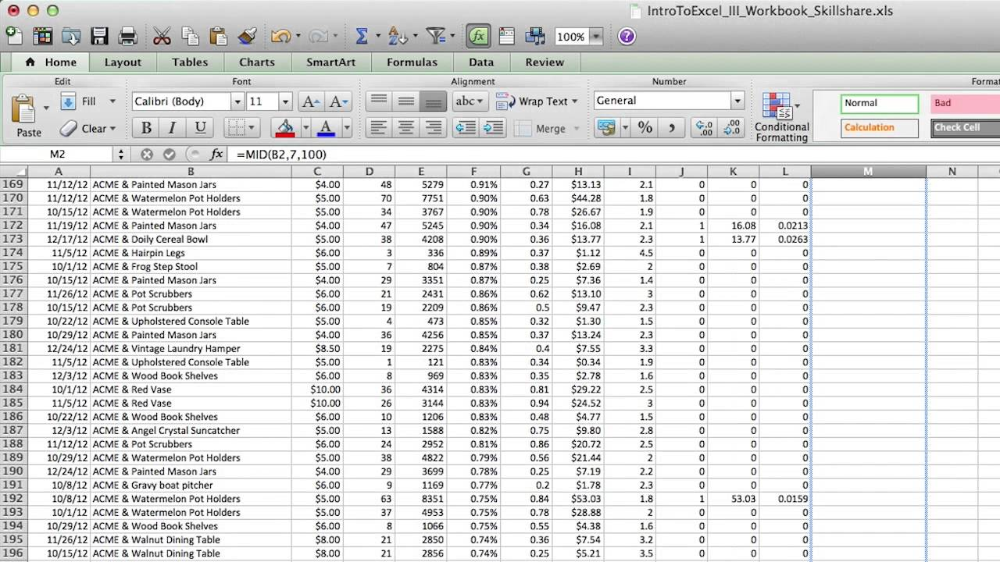 IntroToExcel_III_Workbook_Skillshare.xls
100%
Home Layout Tables Charts SmartArt Formulas Data Review
Edit Font Alignment Number
Fill Calibri (Body) 11 A A abc Wrap Text General Normal Bad
Paste Clear B I U A Merge % Conditional Formatting Calculation Check Cell
M2 fx =MID(B2,7,100)
A B C D E F G H I J K L M N
169 11/12/12 ACME & Painted Mason Jars $4.00 48 5279 0.91% 0.27 $13.13 2.1 0 0 0
170 11/12/12 ACME & Watermelon Pot Holders $5.00 70 7751 0.90% 0.63 $44.28 1.8 0 0 0
171 10/15/12 ACME & Watermelon Pot Holders $5.00 34 3767 0.90% 0.78 $26.67 1.9 0 0 0
172 11/19/12 ACME & Painted Mason Jars $4.00 47 5245 0.90% 0.34 $16.08 2.1 1 16.08 0.0213
173 12/17/12 ACME & Doily Cereal Bowl $5.00 38 4208 0.90% 0.36 $13.77 2.3 1 13.77 0.0263
174 11/5/12 ACME & Hairpin Legs $6.00 3 336 0.89% 0.37 $1.12 4.5 0 0 0
175 10/1/12 ACME & Frog Step Stool $5.00 7 804 0.87% 0.38 $2.69 2 0 0 0
176 10/15/12 ACME & Painted Mason Jars $4.00 29 3351 0.87% 0.25 $7.36 1.4 0 0 0
177 11/26/12 ACME & Pot Scrubbers $6.00 21 2431 0.86% 0.62 $13.10 3 0 0 0
178 10/15/12 ACME & Pot Scrubbers $6.00 19 2209 0.86% 0.5 $9.47 2.3 0 0 0
179 10/22/12 ACME & Upholstered Console Table $5.00 4 473 0.85% 0.32 $1.30 1.5 0 0 0
180 10/29/12 ACME & Painted Mason Jars $4.00 36 4256 0.85% 0.37 $13.24 2.3 0 0 0
181 12/24/12 ACME & Vintage Laundry Hamper $8.50 19 2275 0.84% 0.4 $7.55 3.3 0 0 0
182 11/5/12 ACME & Upholstered Console Table $5.00 1 121 0.83% 0.34 $0.34 1.9 0 0 0
183 12/3/12 ACME & Wood Book Shelves $6.00 8 969 0.83% 0.35 $2.78 1.6 0 0 0
184 10/1/12 ACME & Red Vase $10.00 36 4314 0.83% 0.81 $29.22 2.5 0 0 0
185 11/5/12 ACME & Red Vase $10.00 26 3144 0.83% 0.94 $24.52 3 0 0 0
186 10/22/12 ACME & Wood Book Shelves $6.00 10 1206 0.83% 0.48 $4.77 1.5 0 0 0
187 12/3/12 ACME & Angel Crystal Suncatcher $5.00 13 1588 0.82% 0.75 $9.80 2.8 0 0 0
188 11/12/12 ACME & Pot Scrubbers $6.00 24 2952 0.81% 0.86 $20.72 2.5 0 0 0
189 10/29/12 ACME & Watermelon Pot Holders $5.00 38 4822 0.79% 0.56 $21.44 2 0 0 0
190 12/24/12 ACME & Painted Mason Jars $4.00 29 3699 0.78% 0.25 $7.19 2.2 0 0 0
191 10/8/12 ACME & Gravy boat pitcher $6.00 9 1169 0.77% 0.2 $1.78 2.3 0 0 0
192 10/8/12 ACME & Watermelon Pot Holders $5.00 63 8351 0.75% 0.84 $53.03 1.8 1 53.03 0.0159
193 10/1/12 ACME & Watermelon Pot Holders $5.00 37 4953 0.75% 0.78 $28.88 2 0 0 0
194 10/29/12 ACME & Wood Book Shelves $6.00 8 1066 0.75% 0.55 $4.38 1.6 0 0 0
195 11/26/12 ACME & Walnut Dining Table $8.00 21 2850 0.74% 0.36 $7.54 3.2 0 0 0
196 10/15/12 ACME & Walnut Dining Table $8.00 21 2856 0.74% 0.25 $5.21 3.5 0 0 0